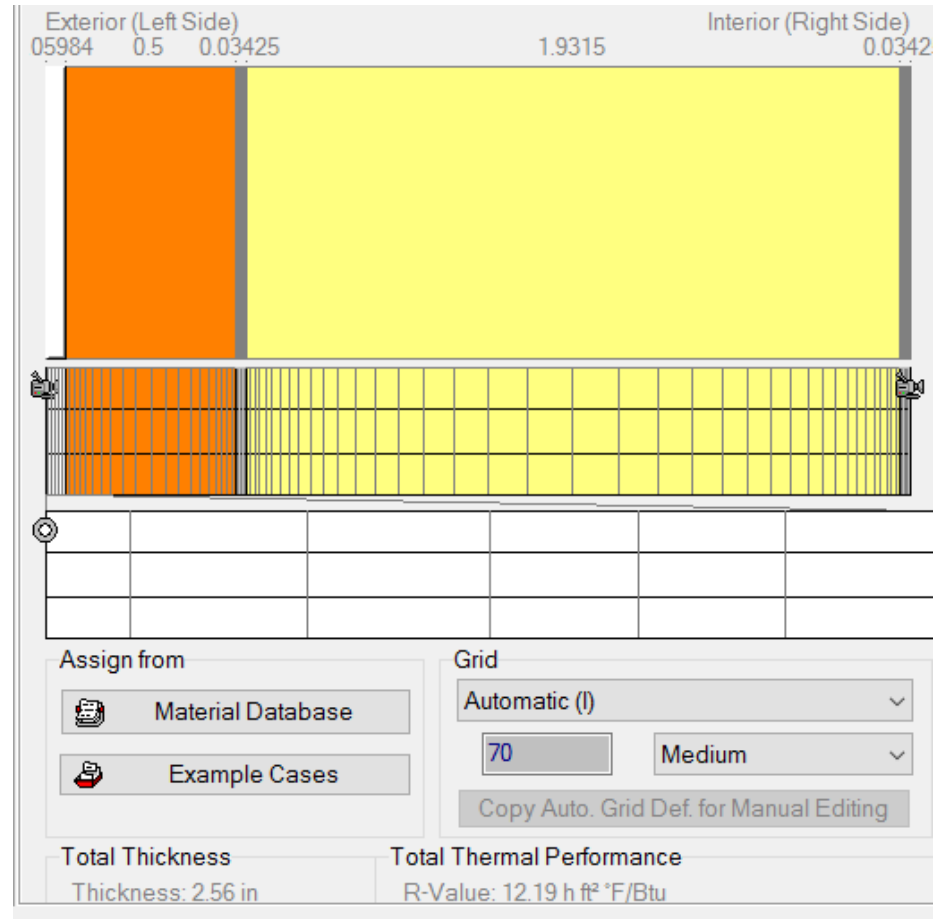 Exterior (Left Side) Interior (Right Side)
05984 0.5 0.03425 1.9315 0.0342
Assign from
Grid
Material Database
Automatic (I)
70 Medium
Example Cases
Copy Auto. Grid Def. for Manual Editing
Total Thickness
Total Thermal Performance
Thickness: 2.56 in
R-Value: 12.19 h ft² °F/Btu